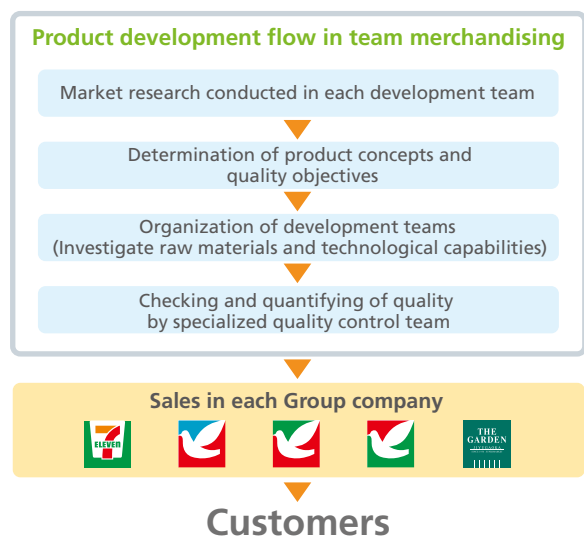 Product development flow in team merchandising
Market research conducted in each development team
Determination of product concepts and
quality objectives
Organization of development teams
(Investigate raw materials and technological capabilities)
Checking and quantifying of quality
by specialized quality control team
Sales in each Group company
7
ELEVEN
THE
GARDEN
Customers